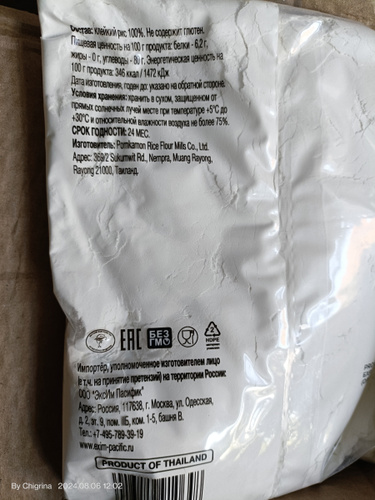 Состав: клейкий рис 100%. Не содержит глютен.
Пищевая ценность на 100 г продукта: белки - 6,2 г,
жиры - 0 г, углеводы - 80 г. Энергетическая ценность на
100 г продукта: 346 ккал / 1472 кДж
Дата изготовления, годен до: указано на обратной стороне.
Условия хранения: хранить в сухом, защищенном от
прямых солнечных лучей месте при температуре +5°С до
+30°С и относительной влажности воздуха не более 75%.
СРОК ГОДНОСТИ: 24 МЕС.
Изготовитель: Pornkamon Rice Flour Mills Co., Ltd.
Адрес: 369/2 Sukumwit Rd., Nempra, Muang Rayong,
Rayong 21000, Таиланд.
EAC БЕЗ ГМО
Импортёр, уполномоченное изготовителем лицо
(в т.ч. на принятие претензий) на территории России:
ООО "ЭксИм Пасифик"
Адрес: Россия, 117638, г. Москва, ул. Одесская,
д. 2, эт. 9, пом. IIБ, ком. 1-5, башня В.
Тел.: +7-495-789-39-19
www.exim-pacific.ru
PRODUCT OF THAILAND
By Chigrina 2024.06.06 12:02